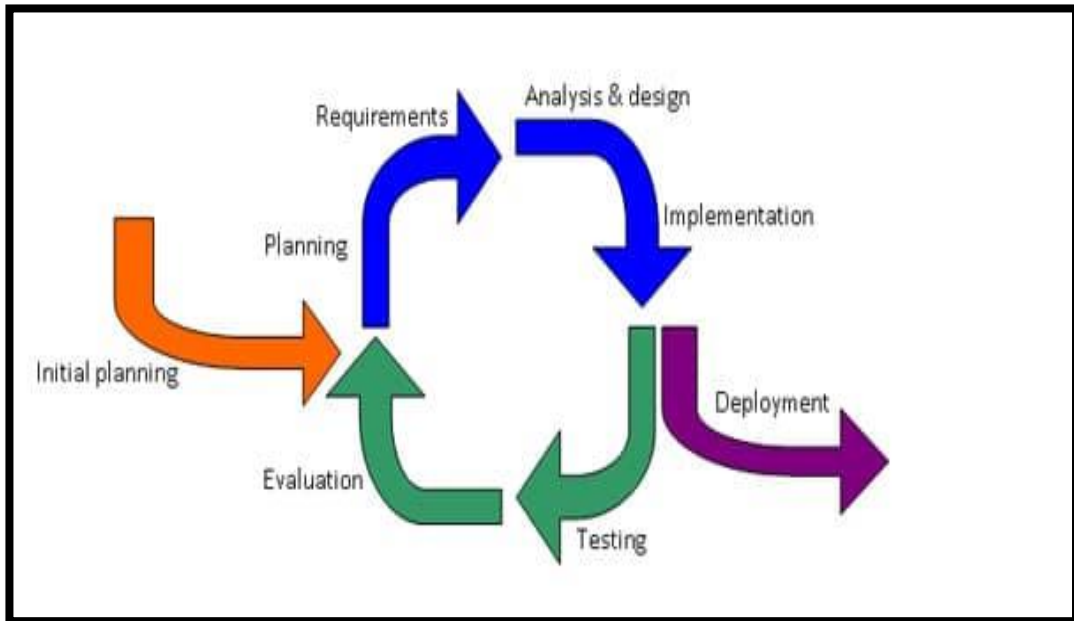 Analysis & design
Requirements
Implementation
Planning
Initial planning
Deployment
Evaluation
Testing